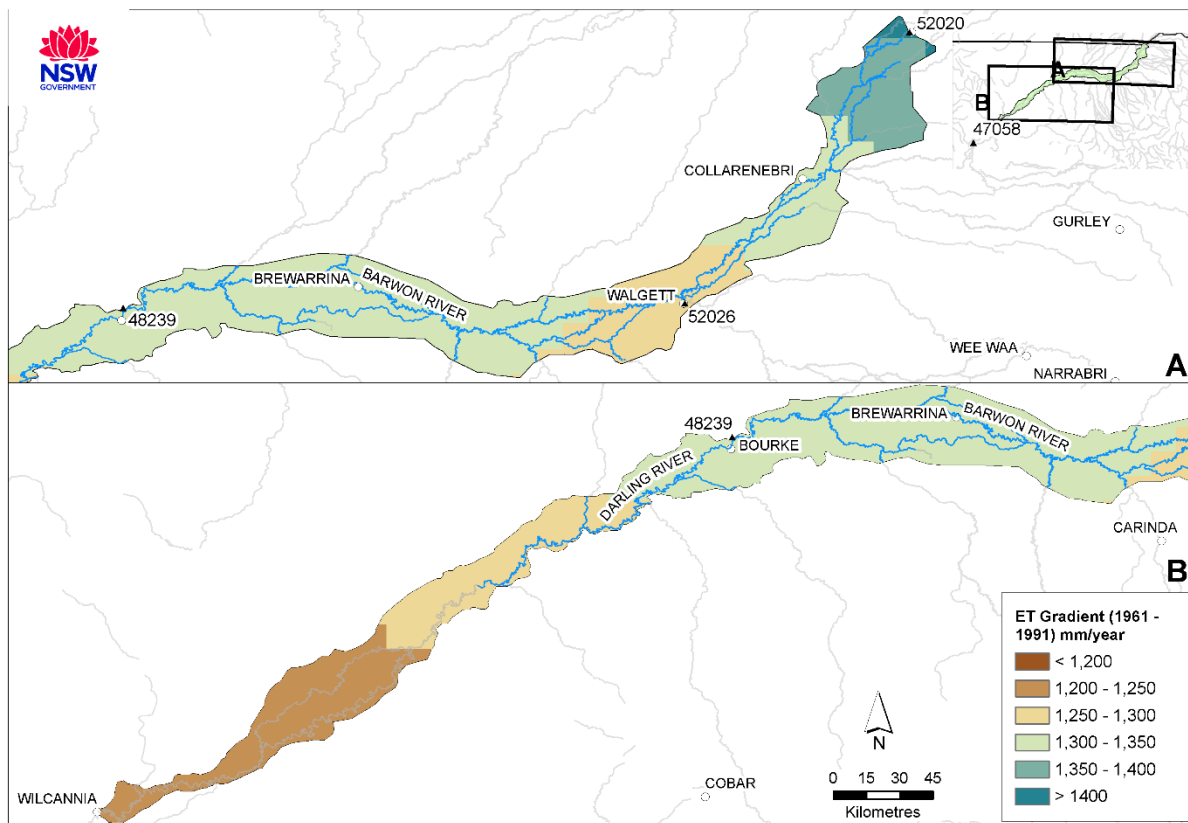 NSW
GOVERNMENT
52020
A
B
47058
COLLARENEBRI
GURLEY
BREWARRINA
BARWON RIVER
WALGETT
48239
52026
WEE WAA
NARRABRI
A
48239
BOURKE
BREWARRINA
BARWON RIVER
DARLING RIVER
CARINDA
B
WILCANNIA
COBAR
N
0 15 30 45
Kilometres
ET Gradient (1961 -
1991) mm/year
< 1,200
1,200 - 1,250
1,250 - 1,300
1,300 - 1,350
1,350 - 1,400
> 1400